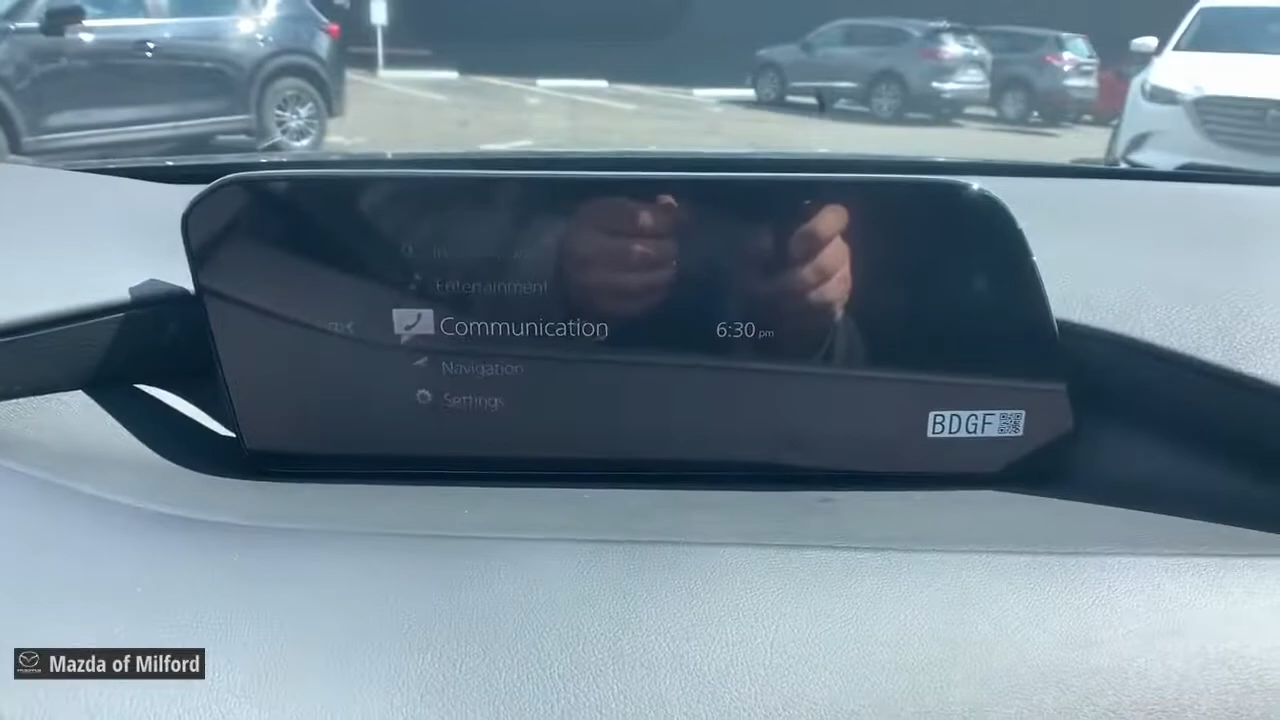 Entertainment
Communication
6:30 pm
Navigation
Settings
BDGF
Mazda of Milford